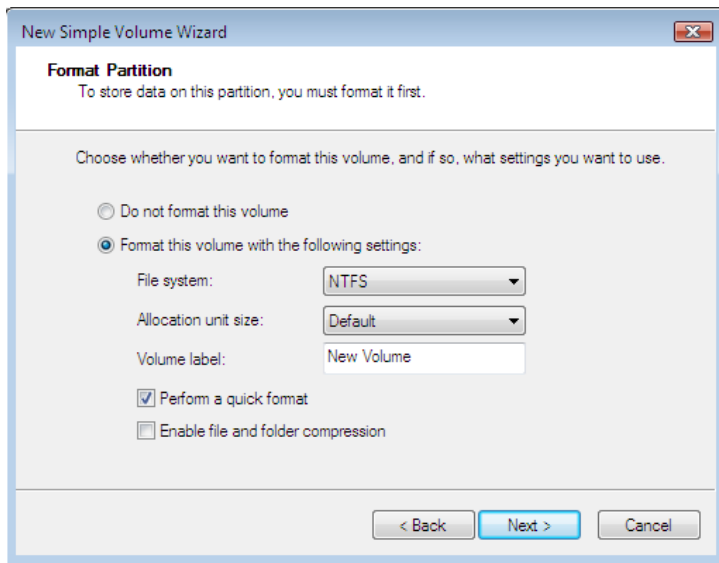 New Simple Volume Wizard
Format Partition
To store data on this partition, you must format it first.
Choose whether you want to format this volume, and if so, what settings you want to use.
Do not format this volume
Format this volume with the following settings:
File system: NTFS
Allocation unit size: Default
Volume label: New Volume
Perform a quick format
Enable file and folder compression
< Back Next > Cancel